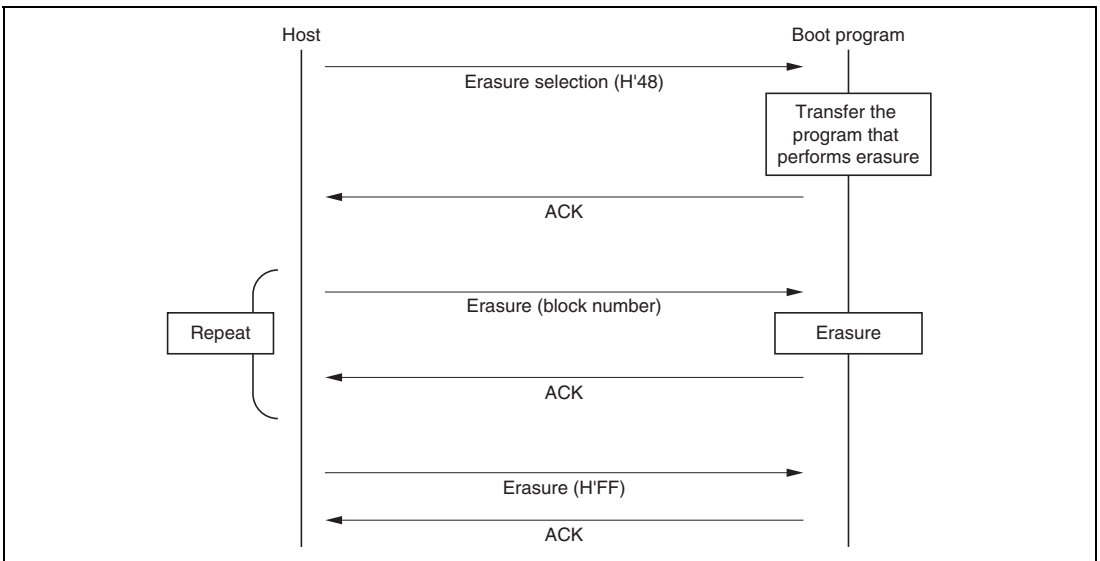 Host
Boot program
Erasure selection (H'48)
Transfer the
program that
performs erasure
ACK
Erasure (block number)
Repeat
Erasure
ACK
Erasure (H'FF)
ACK